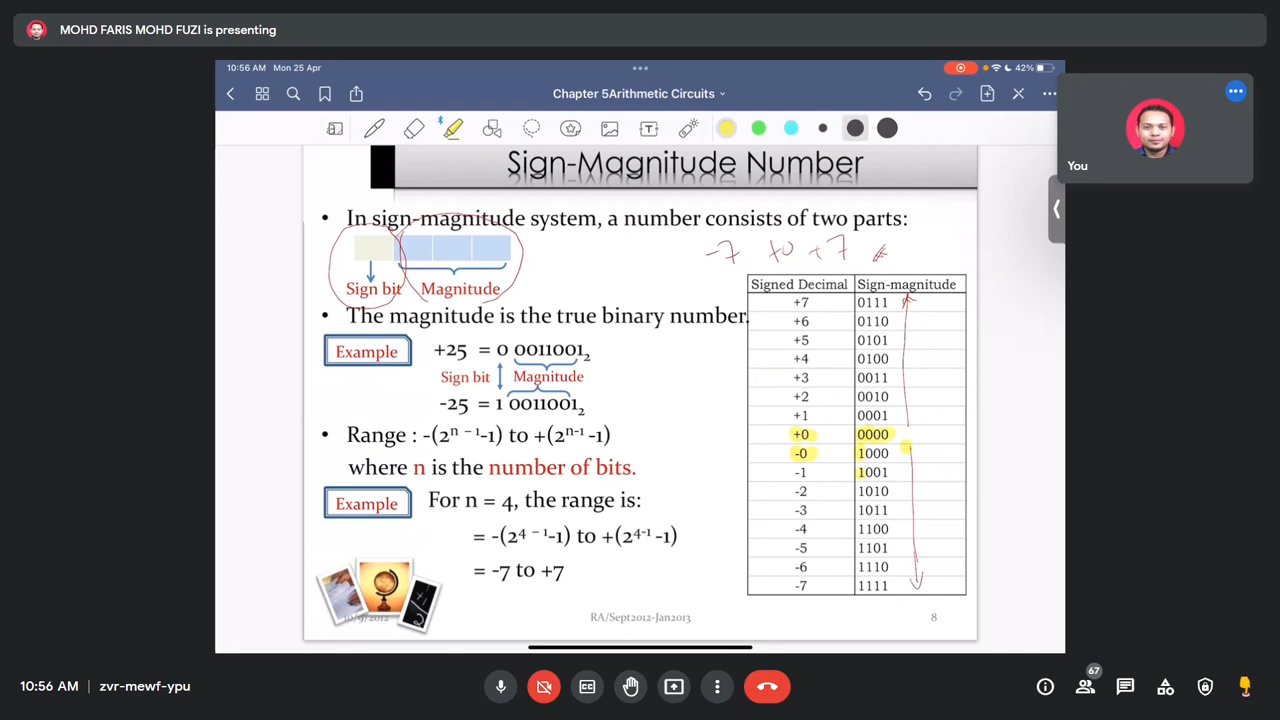 MOHD FARIS MOHD FUZI is presenting
10:56 AM Mon 25 Apr
42%
Chapter 5Arithmetic Circuits
You
Sign-Magnitude Number
• In sign-magnitude system, a number consists of two parts:
-7 to +7
Sign bit Magnitude
• The magnitude is the true binary number.
Example +25 = 0 0011001₂
Sign bit Magnitude
-25 = 1 0011001₂
• Range : -(2ⁿ ⁻ ¹-1) to +(2ⁿ⁻¹ -1)
where n is the number of bits.
Example For n = 4, the range is:
= -(2⁴ ⁻ ¹-1) to +(2⁴⁻¹ -1)
= -7 to +7
Signed Decimal Sign-magnitude
+7 0111
+6 0110
+5 0101
+4 0100
+3 0011
+2 0010
+1 0001
+0 0000
-0 1000
-1 1001
-2 1010
-3 1011
-4 1100
-5 1101
-6 1110
-7 1111
10/9/2012 RA/Sept2012-Jan2013 8
10:56 AM zvr-mewf-ypu
67